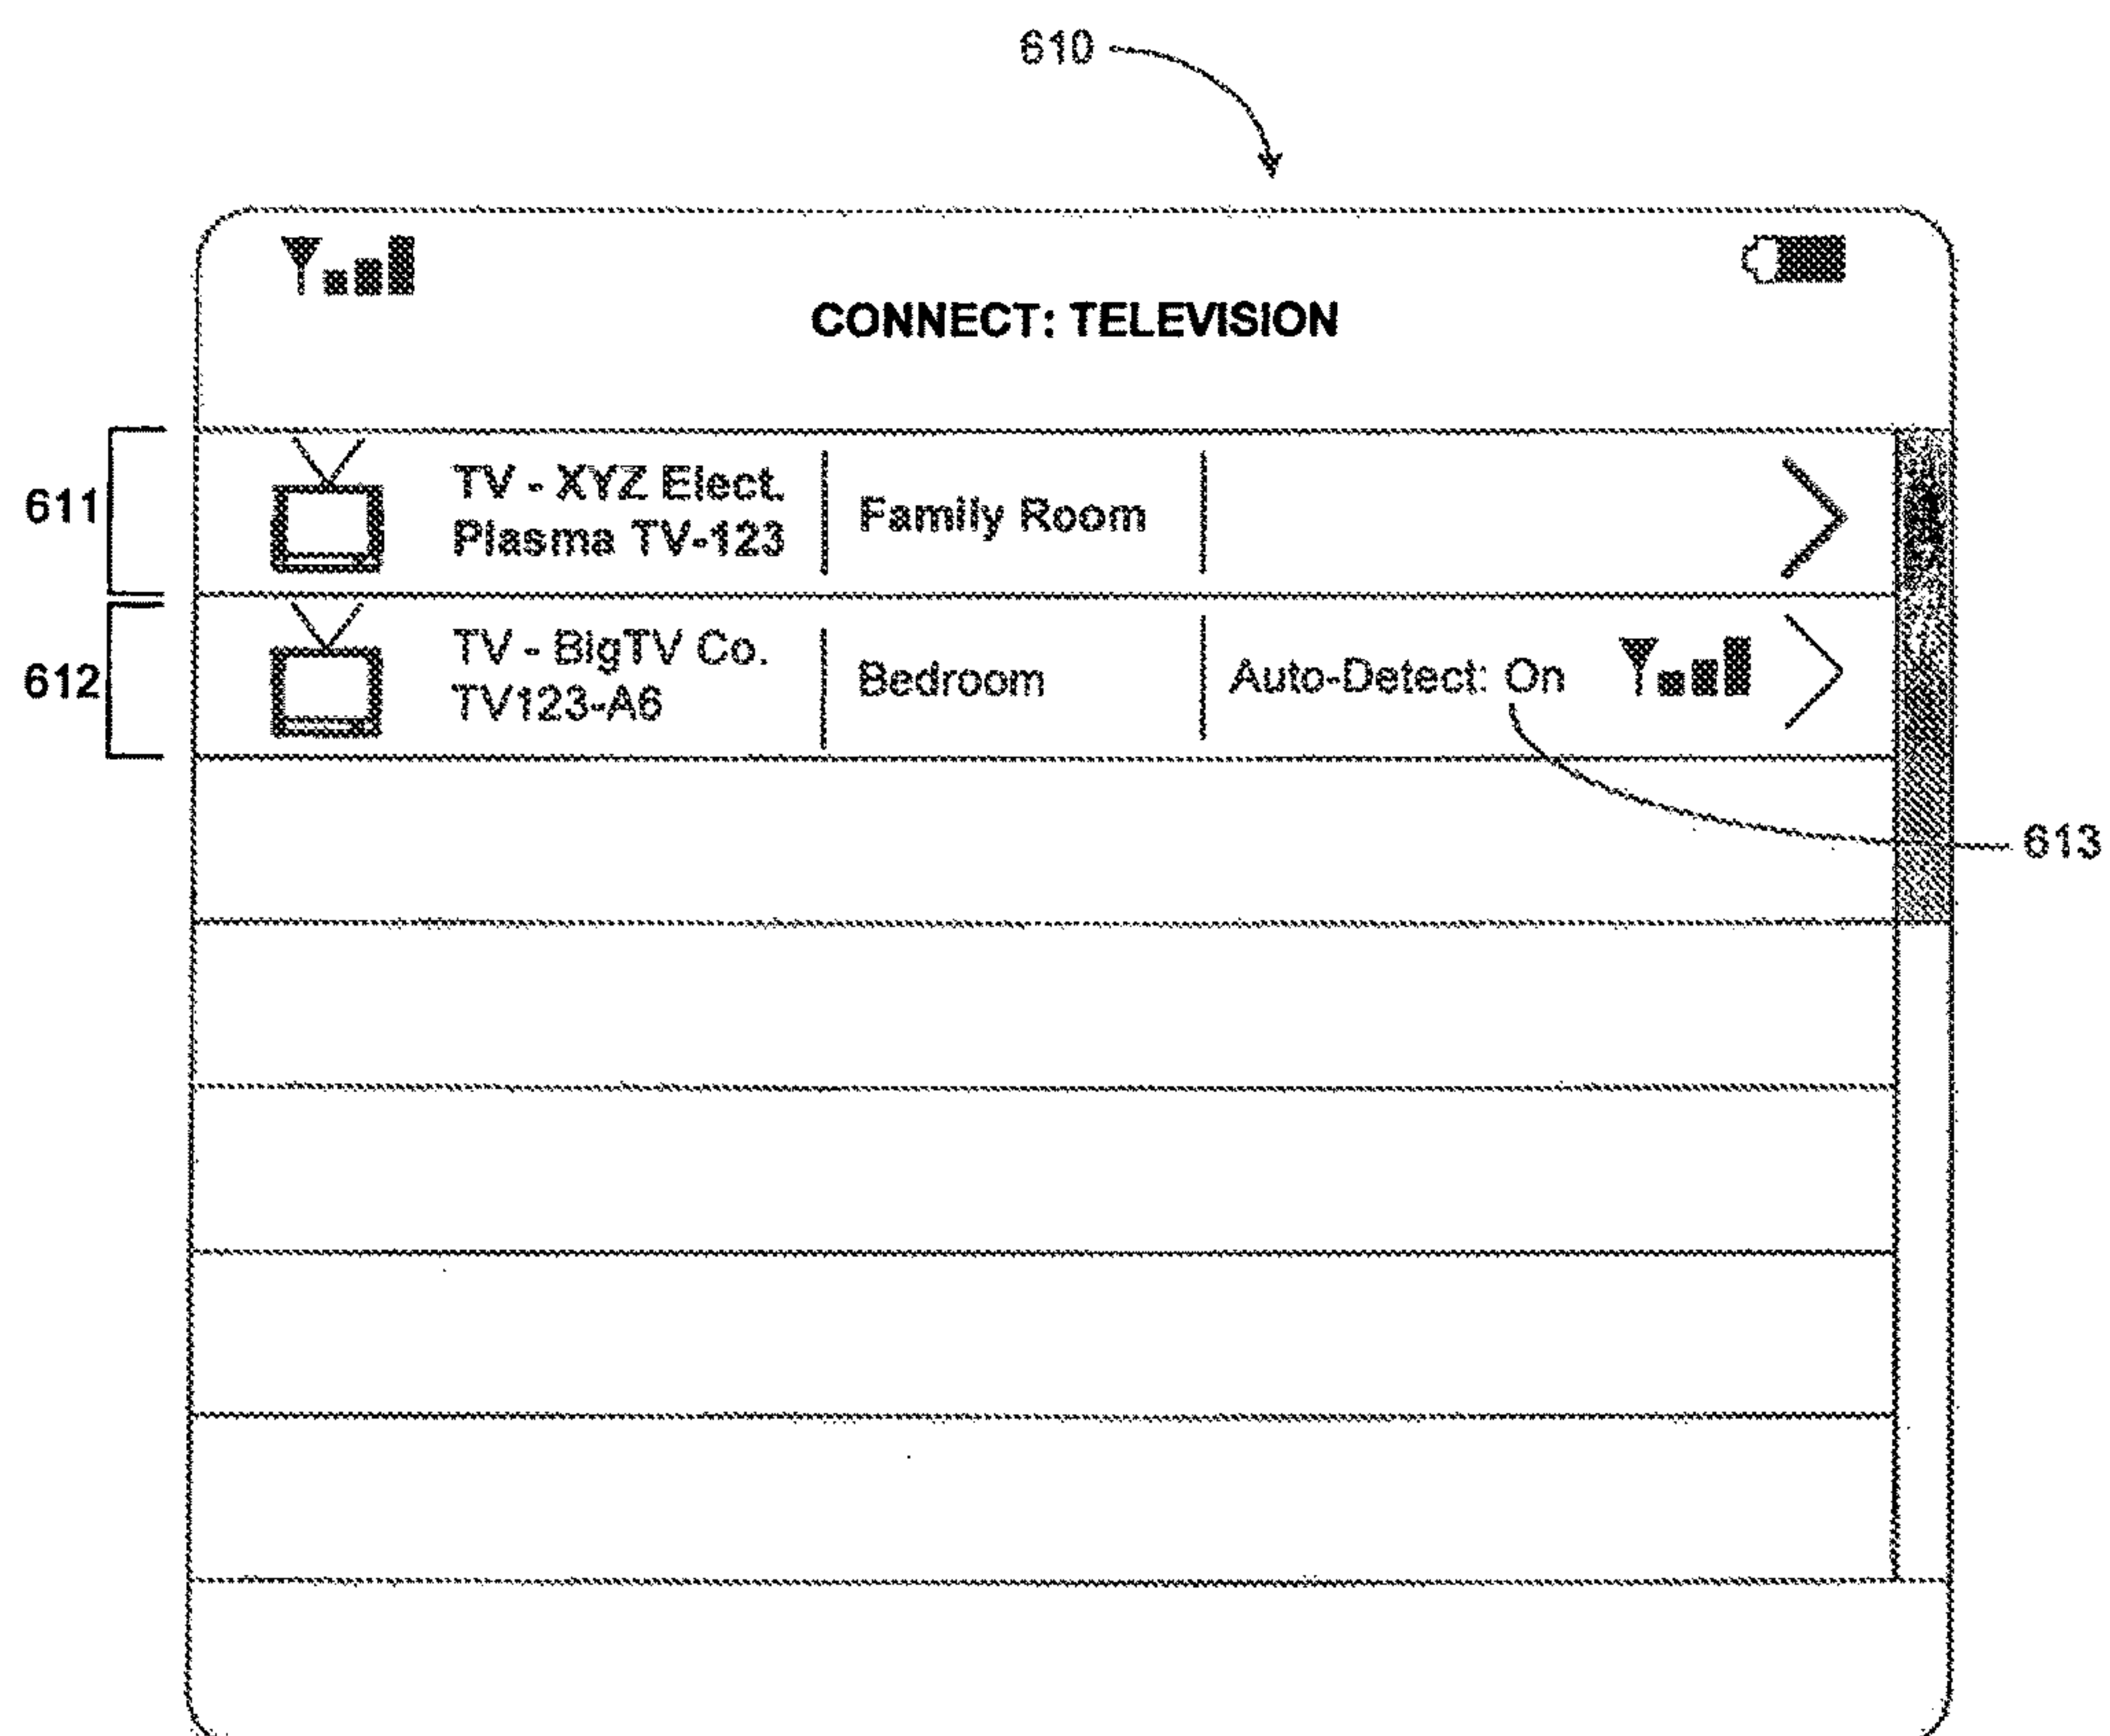 610
CONNECT: TELEVISION
611
TV - XYZ Elect.
Plasma TV-123
Family Room
612
TV - BigTV Co.
TV123-A6
Bedroom
Auto-Detect: On
613